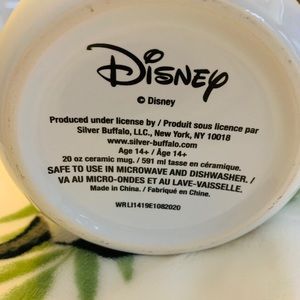 Disney
© Disney
Produced under license by / Produit sous licence par
Silver Buffalo, LLC., New York, NY 10018
www.silver-buffalo.com
Age 14+ / Âge 14+
20 oz ceramic mug. / 591 ml tasse en céramique.
SAFE TO USE IN MICROWAVE AND DISHWASHER. /
VA AU MICRO-ONDES ET AU LAVE-VAISSELLE.
Made in China. / Fabriqué en Chine.
WRLI1419E1082020